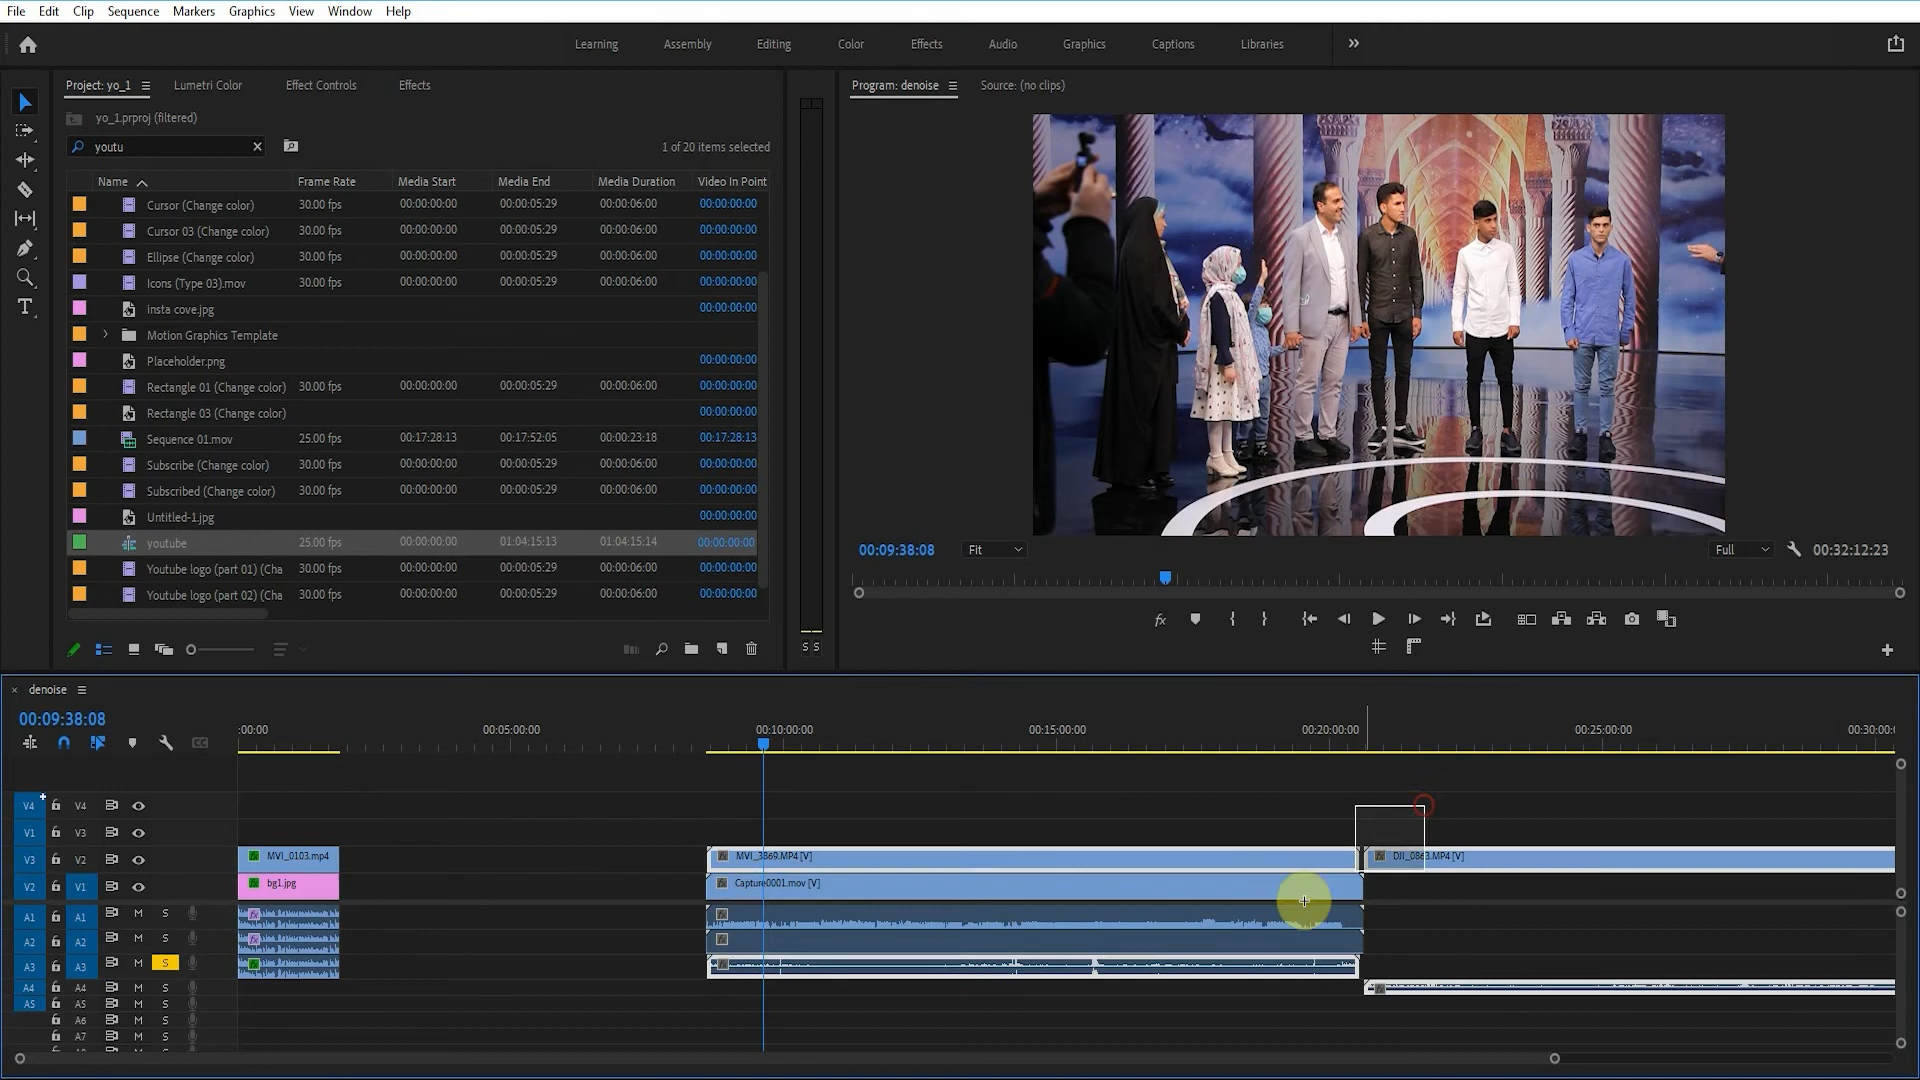 File Edit Clip Sequence Markers Graphics View Window Help
Learning Assembly Editing Color Effects Audio Graphics Captions Libraries
Project: yo_1 Lumetri Color Effect Controls Effects
yo_1.prproj (filtered)
youtu
1 of 20 items selected
Name Frame Rate Media Start Media End Media Duration Video In Point
Cursor (Change color) 30.00 fps 00:00:00:00 00:00:05:29 00:00:06:00 00:00:00:00
Cursor 03 (Change color) 30.00 fps 00:00:00:00 00:00:05:29 00:00:06:00 00:00:00:00
Ellipse (Change color) 30.00 fps 00:00:00:00 00:00:05:29 00:00:06:00 00:00:00:00
Icons (Type 03).mov 30.00 fps 00:00:00:00 00:00:05:29 00:00:06:00 00:00:00:00
insta cove.jpg 00:00:00:00
Motion Graphics Template
Placeholder.png 00:00:00:00
Rectangle 01 (Change color) 30.00 fps 00:00:00:00 00:00:05:29 00:00:06:00 00:00:00:00
Rectangle 03 (Change color) 00:00:00:00
Sequence 01.mov 25.00 fps 00:17:28:13 00:17:52:05 00:00:23:18 00:17:28:13
Subscribe (Change color) 30.00 fps 00:00:00:00 00:00:05:29 00:00:06:00 00:00:00:00
Subscribed (Change color) 30.00 fps 00:00:00:00 00:00:05:29 00:00:06:00 00:00:00:00
Untitled-1.jpg 00:00:00:00
youtube 25.00 fps 00:00:00:00 01:04:15:13 01:04:15:14 00:00:00:00
Youtube logo (part 01) (Cha 30.00 fps 00:00:00:00 00:00:05:29 00:00:06:00 00:00:00:00
Youtube logo (part 02) (Cha 30.00 fps 00:00:00:00 00:00:05:29 00:00:06:00 00:00:00:00
S S
Program: denoise Source: (no clips)
00:09:38:08 Fit Full 00:32:12:23
denoise
00:09:38:08
:00:00 00:05:00:00 00:10:00:00 00:15:00:00 00:20:00:00 00:25:00:00 00:30:00:
V4 V4
V1 V3
V3 V2 MVI_0103.mp4 MVI_3869.MP4 [V] DJI_0863.MP4 [V]
V2 V1 bg1.jpg Capture0001.mov [V]
A1 A1 M S
A2 A2 M S
A3 A3 M S
A4 A4 M S
A5 A5 M S
A6 M S
A7 M S